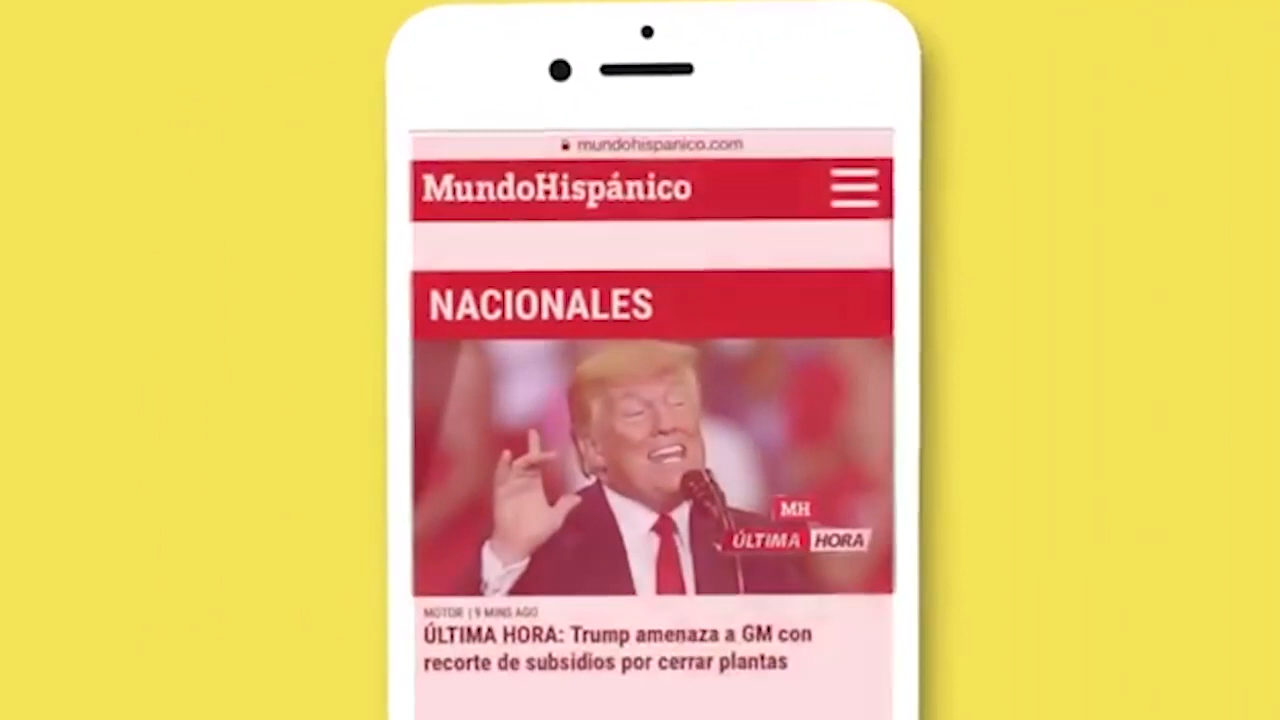 mundohispanico.com
MundoHispánico
NACIONALES
MH
ÚLTIMA HORA
MOTOR | 9 MINS AGO
ÚLTIMA HORA: Trump amenaza a GM con
recorte de subsidios por cerrar plantas